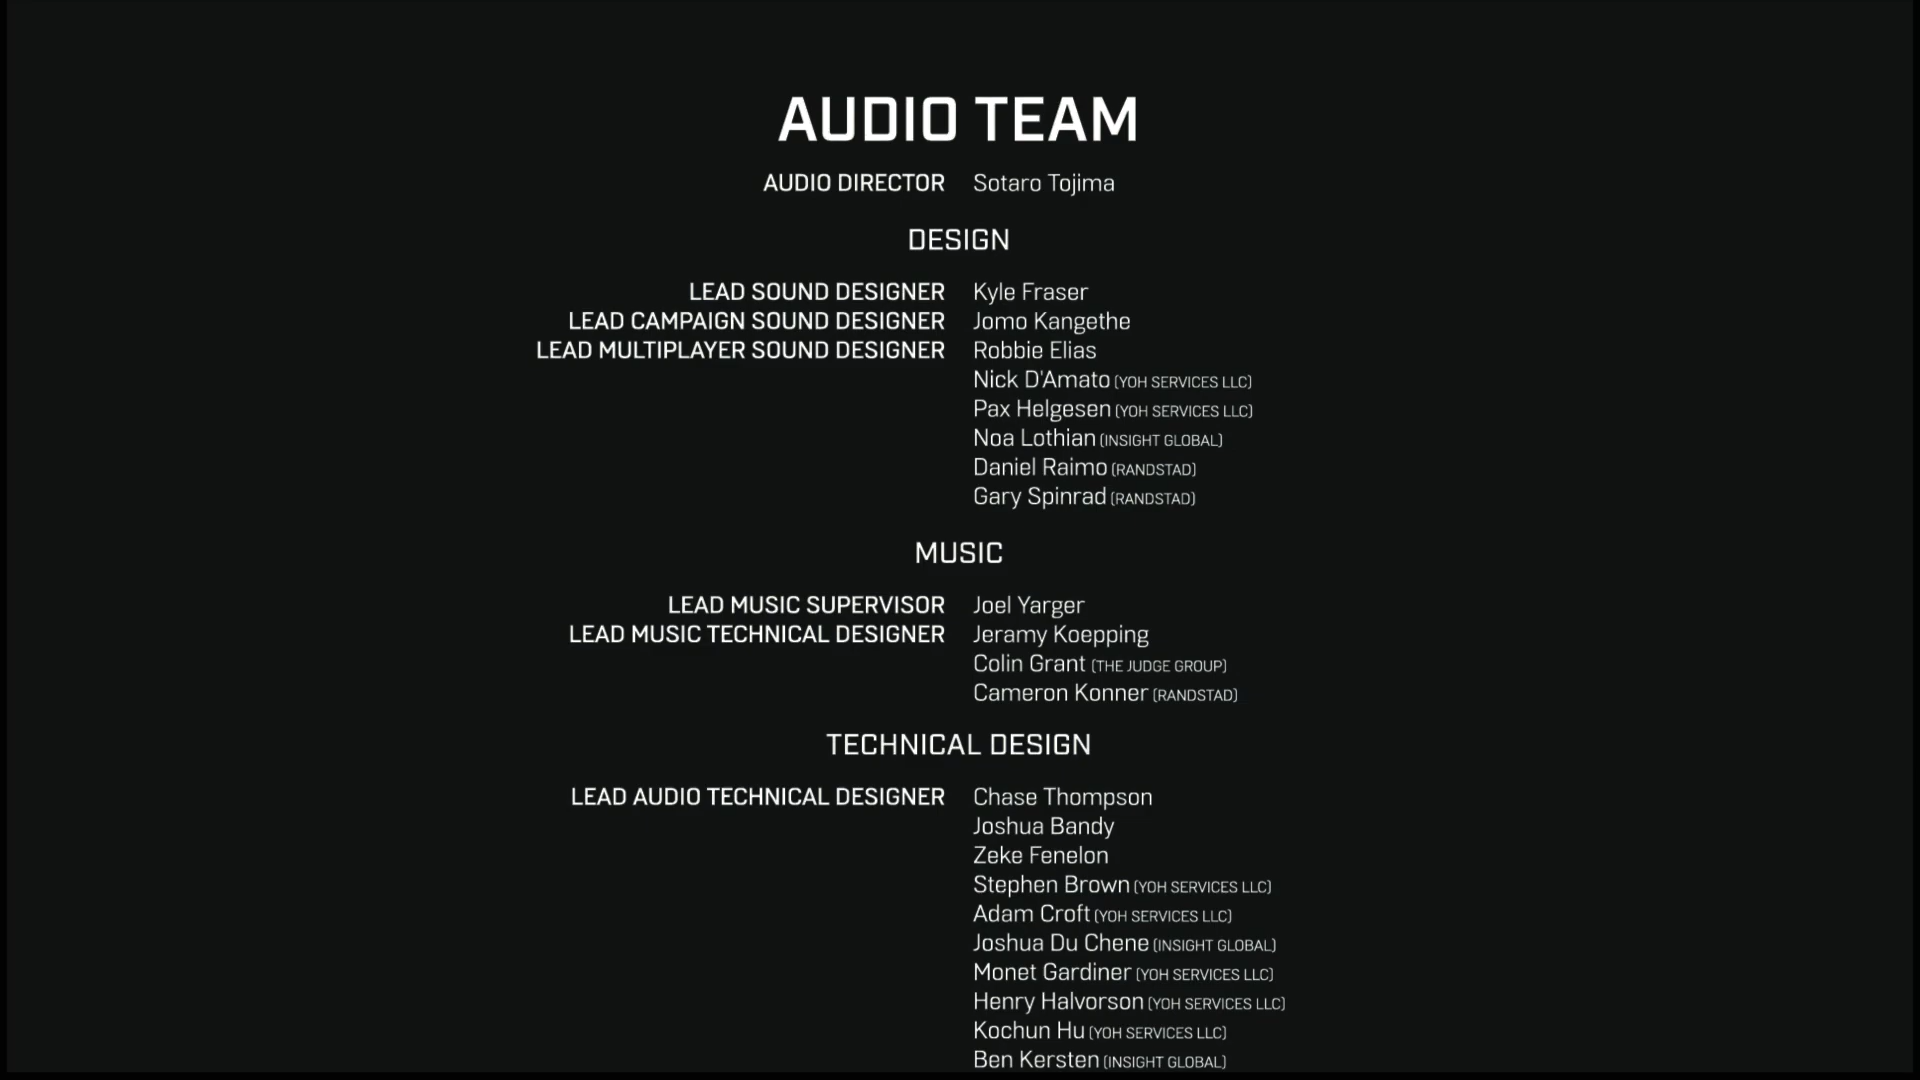 AUDIO TEAM
AUDIO DIRECTOR Sotaro Tojima
DESIGN
LEAD SOUND DESIGNER Kyle Fraser
LEAD CAMPAIGN SOUND DESIGNER Jomo Kangethe
LEAD MULTIPLAYER SOUND DESIGNER Robbie Elias
Nick D'Amato (YOH SERVICES LLC)
Pax Helgesen (YOH SERVICES LLC)
Noa Lothian (INSIGHT GLOBAL)
Daniel Raimo (RANDSTAD)
Gary Spinrad (RANDSTAD)
MUSIC
LEAD MUSIC SUPERVISOR Joel Yarger
LEAD MUSIC TECHNICAL DESIGNER Jeramy Koepping
Colin Grant (THE JUDGE GROUP)
Cameron Konner (RANDSTAD)
TECHNICAL DESIGN
LEAD AUDIO TECHNICAL DESIGNER Chase Thompson
Joshua Bandy
Zeke Fenelon
Stephen Brown (YOH SERVICES LLC)
Adam Croft (YOH SERVICES LLC)
Joshua Du Chene (INSIGHT GLOBAL)
Monet Gardiner (YOH SERVICES LLC)
Henry Halvorson (YOH SERVICES LLC)
Kochun Hu (YOH SERVICES LLC)
Ben Kersten (INSIGHT GLOBAL)